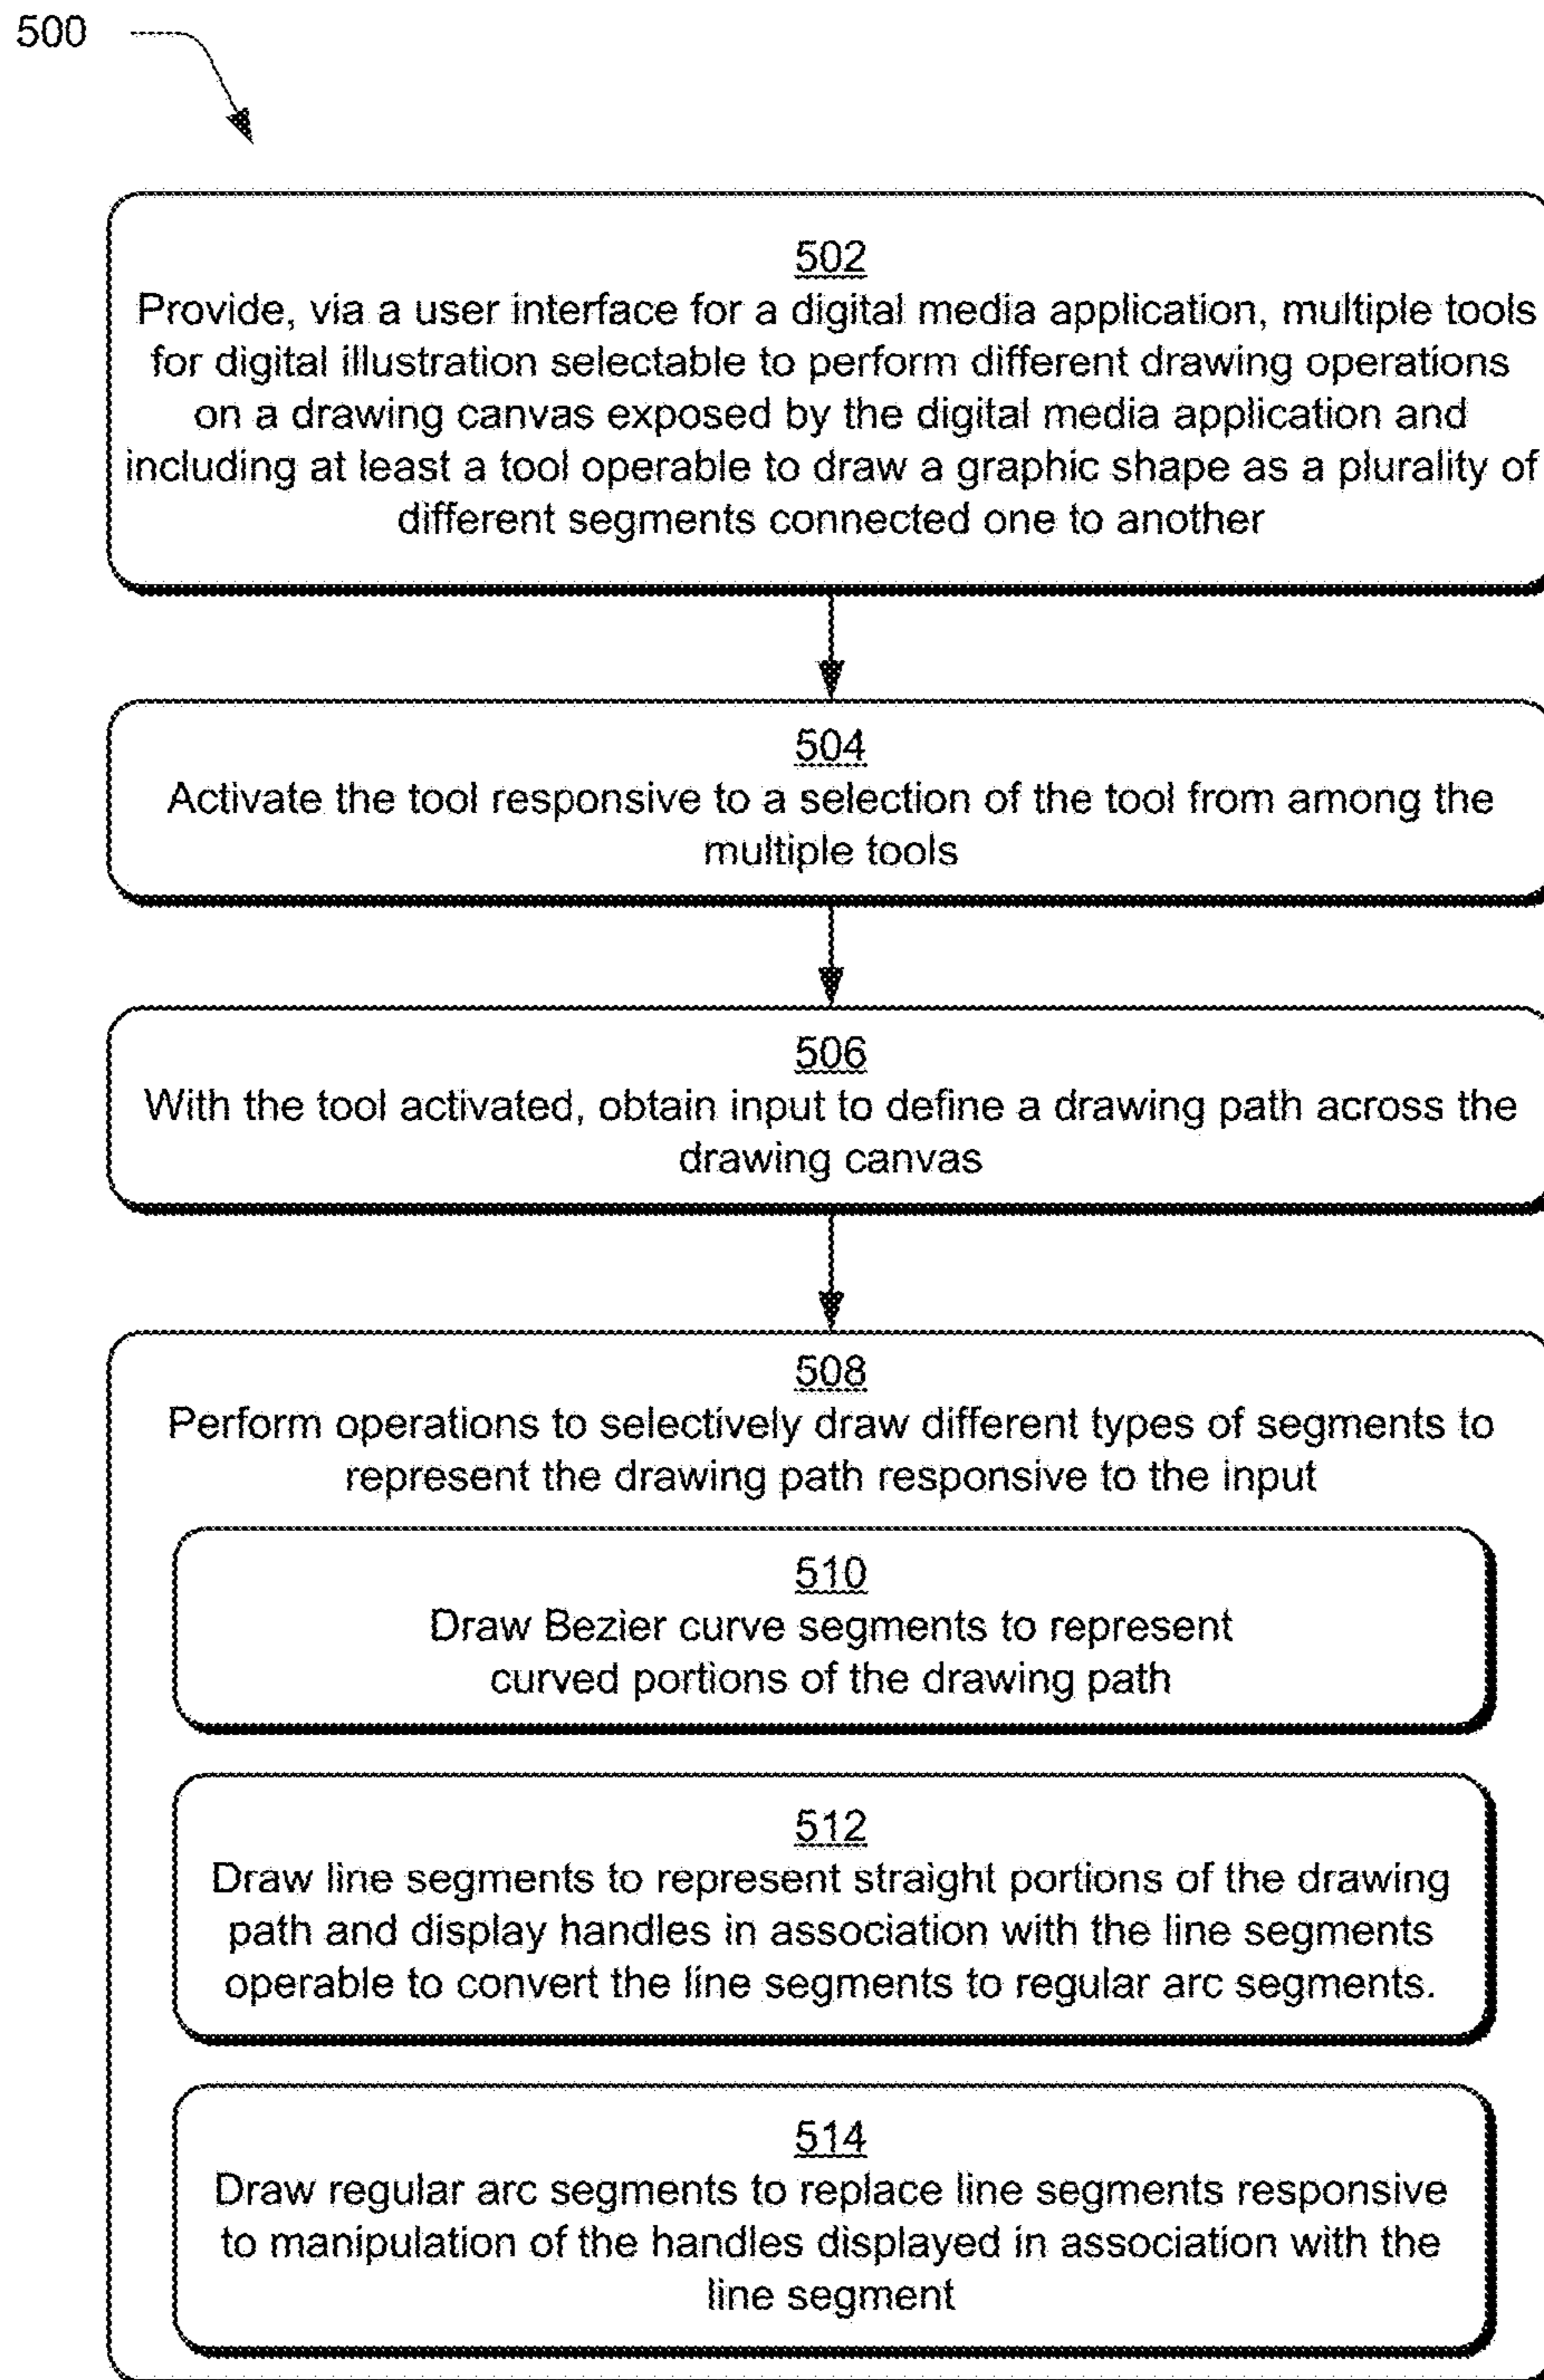 500
502
Provide, via a user interface for a digital media application, multiple tools
for digital illustration selectable to perform different drawing operations
on a drawing canvas exposed by the digital media application and
including at least a tool operable to draw a graphic shape as a plurality of
different segments connected one to another
504
Activate the tool responsive to a selection of the tool from among the
multiple tools
506
With the tool activated, obtain input to define a drawing path across the
drawing canvas
508
Perform operations to selectively draw different types of segments to
represent the drawing path responsive to the input
510
Draw Bezier curve segments to represent
curved portions of the drawing path
512
Draw line segments to represent straight portions of the drawing
path and display handles in association with the line segments
operable to convert the line segments to regular arc segments.
514
Draw regular arc segments to replace line segments responsive
to manipulation of the handles displayed in association with the
line segment